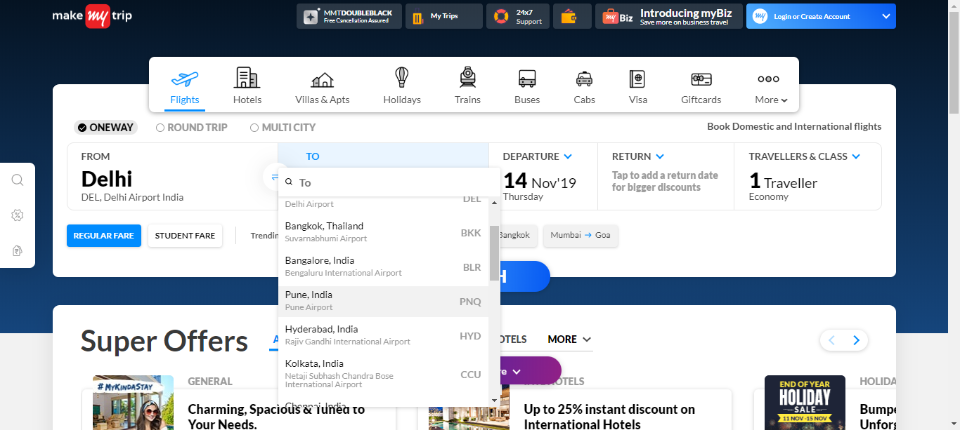 make my trip
MMTDOUBLEBLACK
Free Cancellation Assured
My Trips
24x7
Support
my Biz
Introducing myBiz
Save more on business travel
my
Login or Create Account
Flights
Hotels
Villas & Apts
Holidays
Trains
Buses
Cabs
Visa
Giftcards
More
ONEWAY
ROUND TRIP
MULTI CITY
Book Domestic and International flights
FROM
Delhi
DEL, Delhi Airport India
TO
To
DEPARTURE
14 Nov'19
Thursday
RETURN
Tap to add a return date
for bigger discounts
TRAVELLERS & CLASS
1 Traveller
Economy
Delhi Airport
DEL
Bangkok, Thailand
Suvarnabhumi Airport
BKK
Bangalore, India
Bengaluru International Airport
BLR
Pune, India
Pune Airport
PNQ
Hyderabad, India
Rajiv Gandhi International Airport
HYD
Kolkata, India
Netaji Subhash Chandra Bose
International Airport
CCU
Chennai, India
REGULAR FARE
STUDENT FARE
Trendin
angkok
Mumbai → Goa
H
Super Offers
A
OTELS
MORE
re
#MYKINDASTAY
GENERAL
Charming, Spacious & Tuned to
Your Needs.
HOTELS
Up to 25% instant discount on
International Hotels
END OF YEAR
HOLIDAY
SALE
11 NOV - 15 NOV
HOLIDA
Bumpe
Unforg